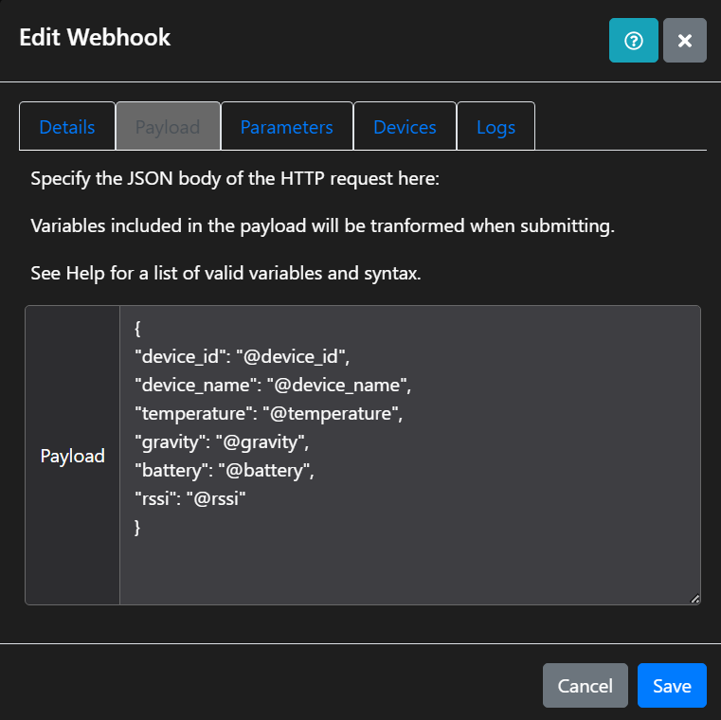 Edit Webhook
Details Payload Parameters Devices Logs
Specify the JSON body of the HTTP request here:
Variables included in the payload will be tranformed when submitting.
See Help for a list of valid variables and syntax.
Payload
{
"device_id": "@device_id",
"device_name": "@device_name",
"temperature": "@temperature",
"gravity": "@gravity",
"battery": "@battery",
"rssi": "@rssi"
}
Cancel Save